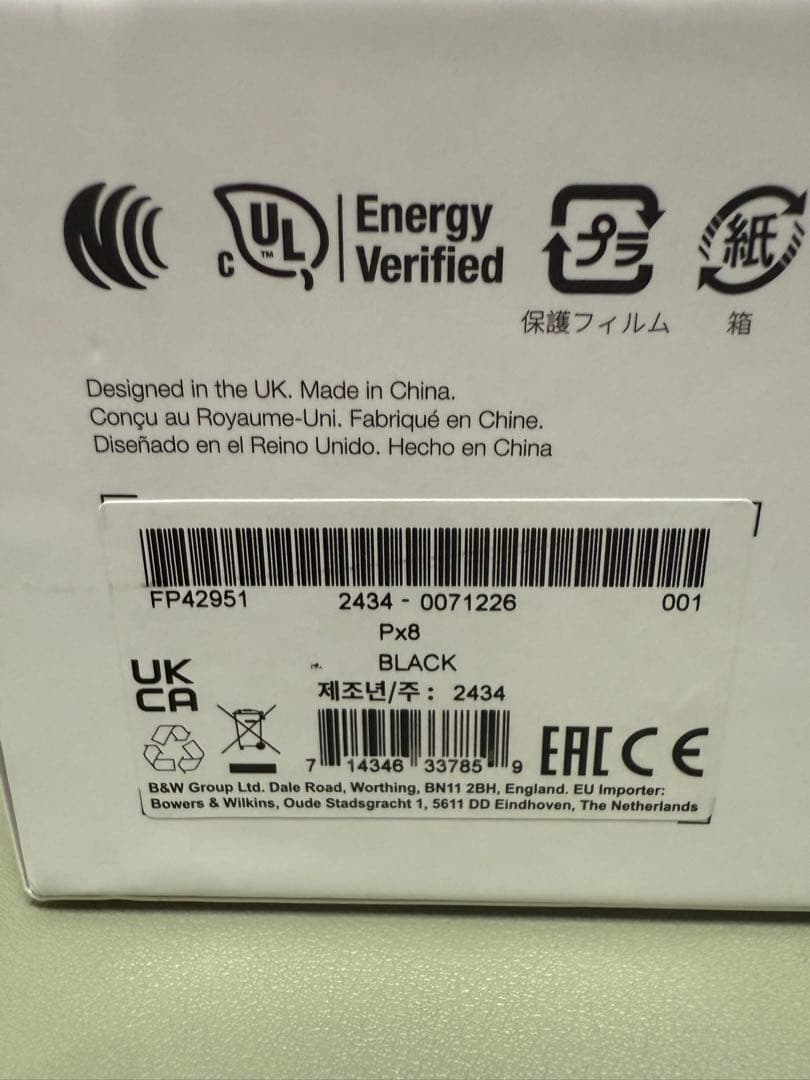 C UL™ Energy Verified
プラ 紙
保護フィルム 箱
Designed in the UK. Made in China.
Conçu au Royaume-Uni. Fabriqué en Chine.
Diseñado en el Reino Unido. Hecho en China
FP42951 2434 - 0071226 001
Px8
BLACK
UK
CA
제조년/주 : 2434
7 14346 33785 9
EAC CE
B&W Group Ltd. Dale Road, Worthing, BN11 2BH, England. EU Importer:
Bowers & Wilkins, Oude Stadsgracht 1, 5611 DD Eindhoven, The Netherlands